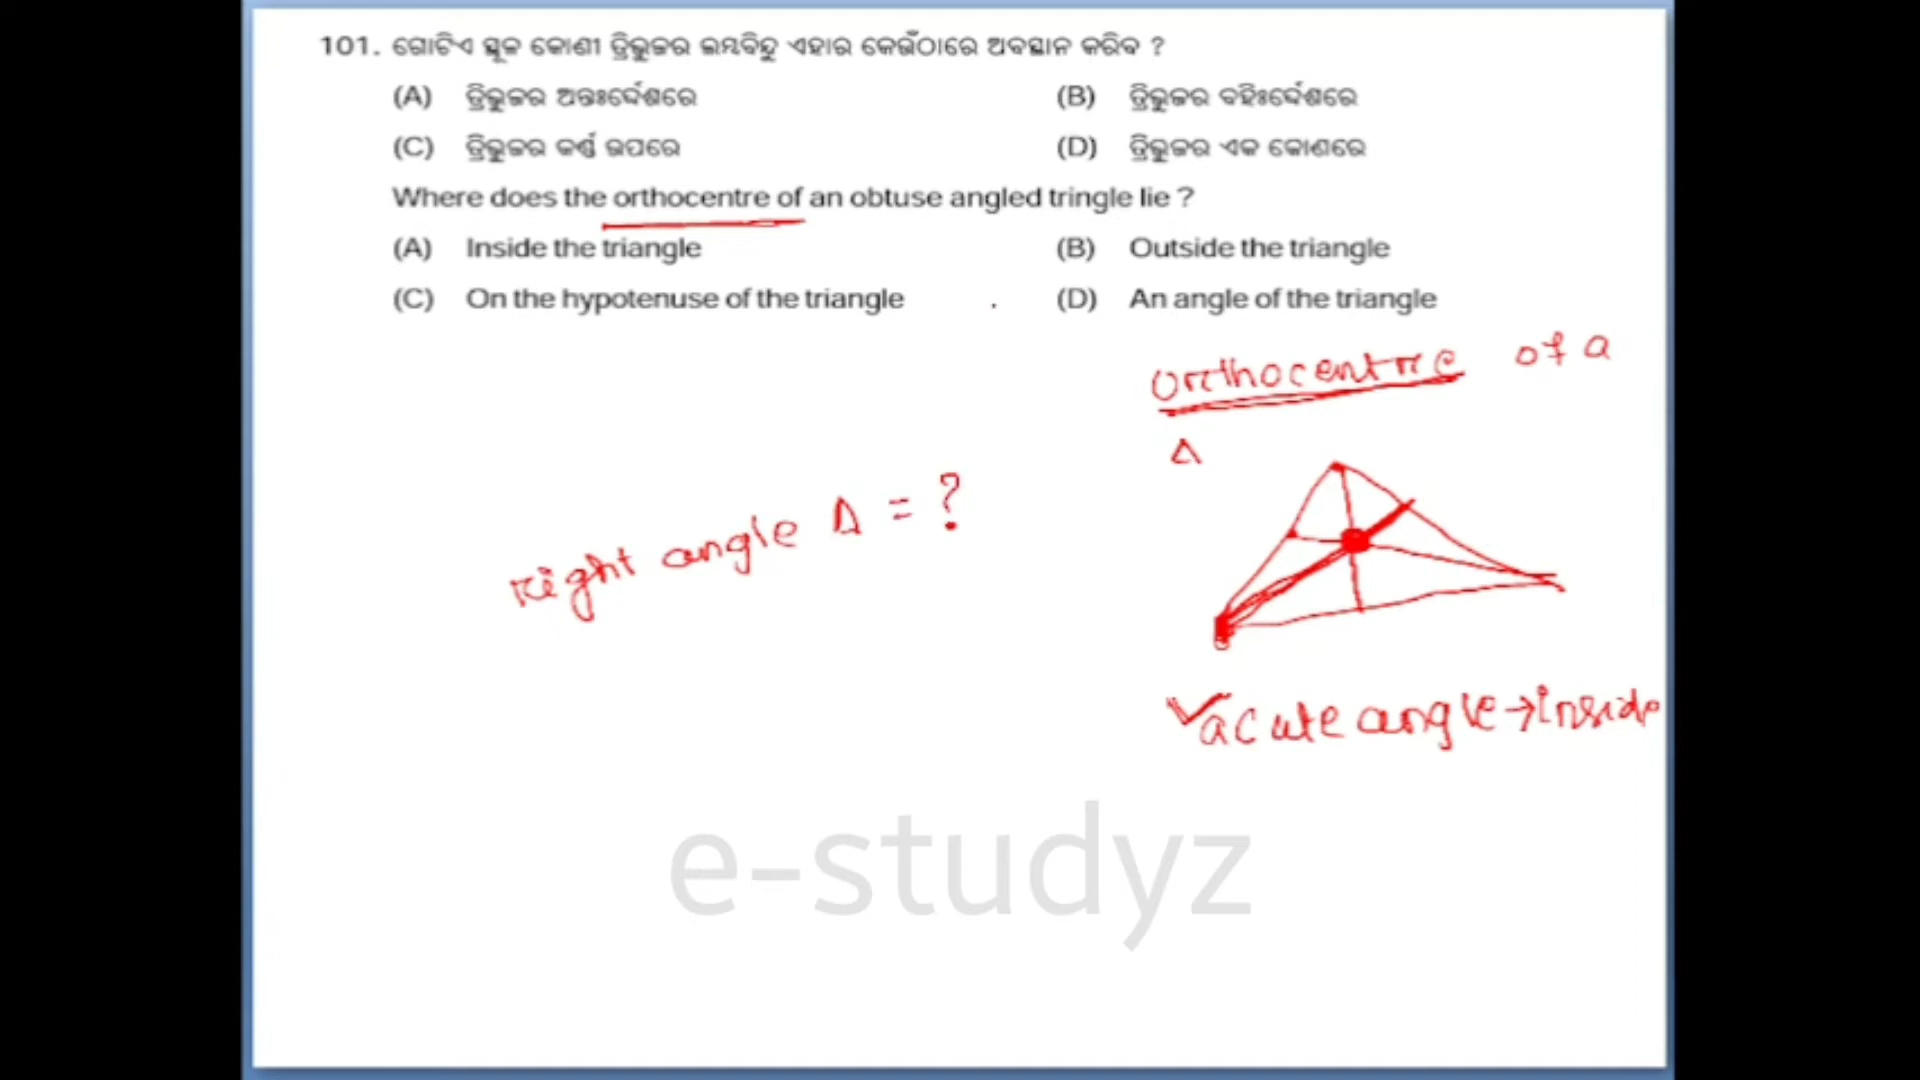 101. ଗୋଟିଏ ସ୍ଥୂଳ କୋଣୀ ତ୍ରିଭୁଜର ଲମ୍ବବିନ୍ଦୁ ଏହାର କେଉଁଠାରେ ଅବସ୍ଥାନ କରିବ ?
(A) ତ୍ରିଭୁଜର ଅନ୍ତଃର୍ଦ୍ଦେଶରେ (B) ତ୍ରିଭୁଜର ବହିଃର୍ଦ୍ଦେଶରେ
(C) ତ୍ରିଭୁଜର କର୍ଣ୍ଣ ଉପରେ (D) ତ୍ରିଭୁଜର ଏକ କୋଣରେ
Where does the orthocentre of an obtuse angled tringle lie ?
(A) Inside the triangle (B) Outside the triangle
(C) On the hypotenuse of the triangle . (D) An angle of the triangle
orthocentre of a
Δ
right angle Δ = ?
✓acute angle→inside
e-studyz